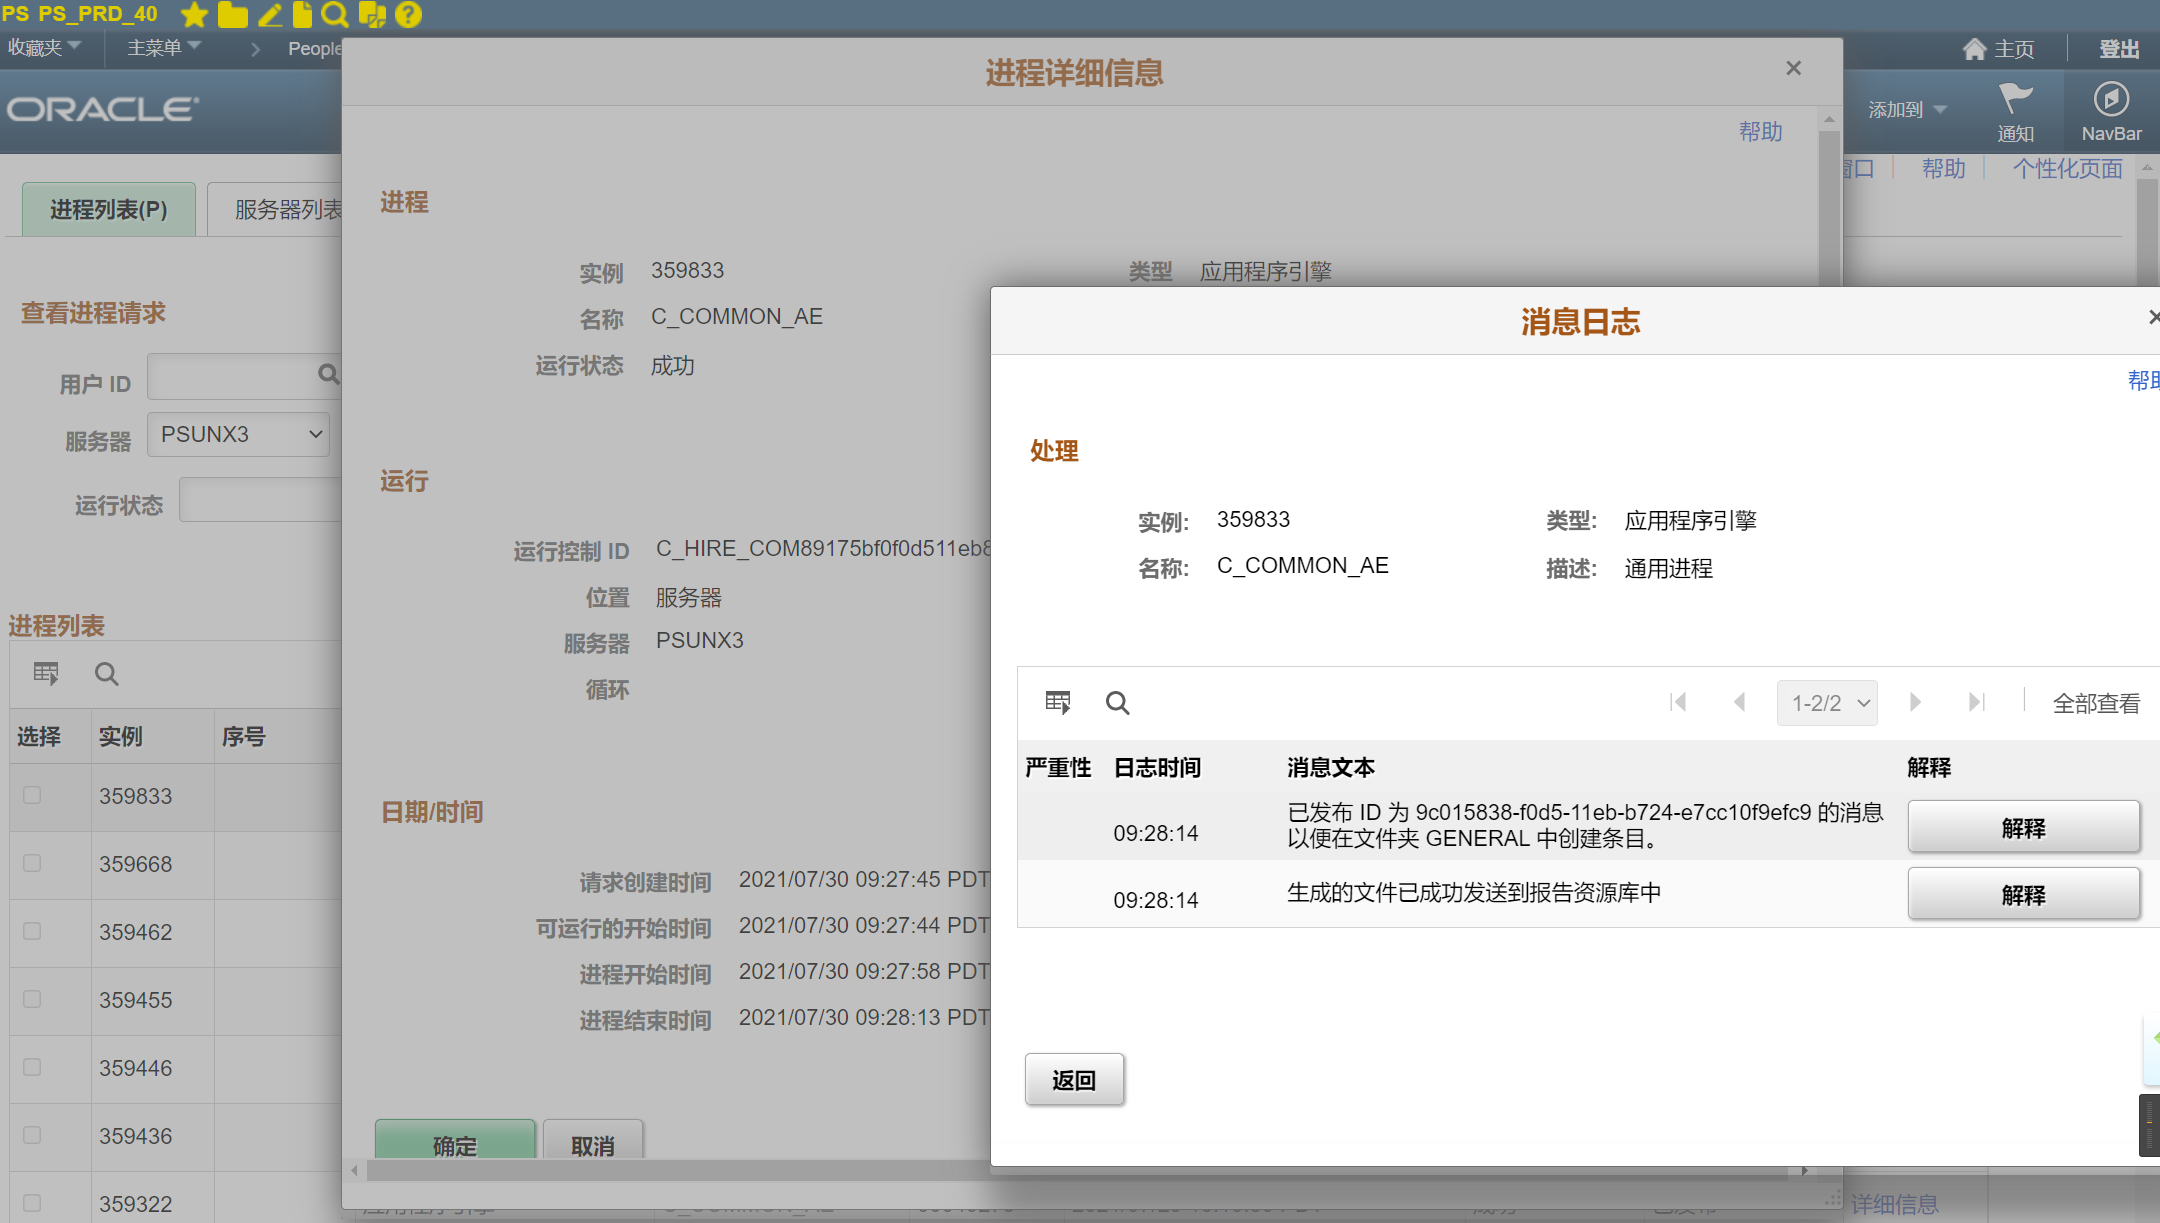 PS PS_PRD_40
收藏夹
主菜单
People
主页
登出
ORACLE
添加到
通知
NavBar
窗口
帮助
个性化页面
进程列表(P)
服务器列表
查看进程请求
用户 ID
服务器
PSUNX3
运行状态
进程列表
选择 实例 序号
359833
359668
359462
359455
359446
359436
359322
进程详细信息
帮助
进程
实例 359833
类型 应用程序引擎
名称 C_COMMON_AE
运行状态 成功
运行
运行控制 ID C_HIRE_COM89175bf0f0d511eb8
位置 服务器
服务器 PSUNX3
循环
日期/时间
请求创建时间 2021/07/30 09:27:45 PDT
可运行的开始时间 2021/07/30 09:27:44 PDT
进程开始时间 2021/07/30 09:27:58 PDT
进程结束时间 2021/07/30 09:28:13 PDT
确定
取消
消息日志
帮助
处理
实例: 359833
类型: 应用程序引擎
名称: C_COMMON_AE
描述: 通用进程
1-2/2
全部查看
严重性 日志时间 消息文本 解释
09:28:14
已发布 ID 为 9c015838-f0d5-11eb-b724-e7cc10f9efc9 的消息
以便在文件夹 GENERAL 中创建条目。
解释
09:28:14
生成的文件已成功发送到报告资源库中
解释
返回
详细信息